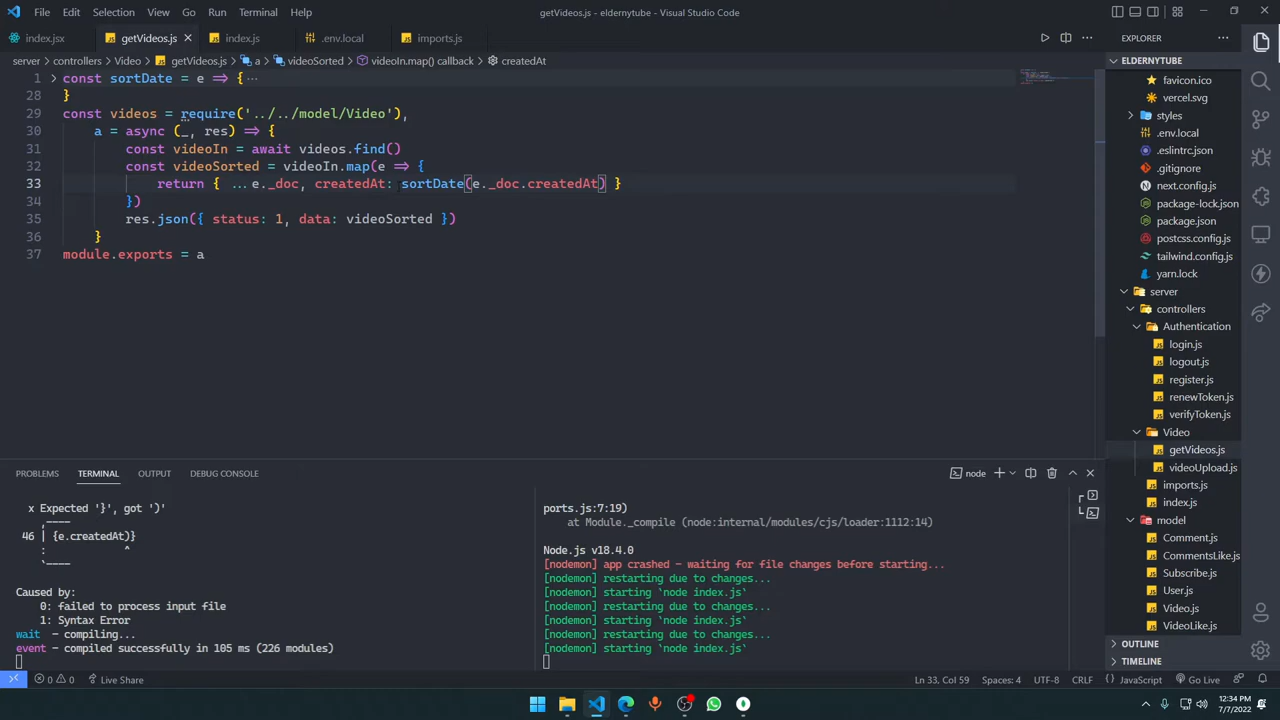 File Edit Selection View Go Run Terminal Help
getVideos.js - eldernytube - Visual Studio Code
index.jsx getVideos.js index.js .env.local imports.js
EXPLORER
server > controllers > Video > getVideos.js > a > videoSorted > videoIn.map() callback > createdAt
ELDERNYTUBE
1 const sortDate = e => { ...
28 }
29 const videos = require('../../model/Video'),
30 a = async (_, res) => {
31 const videoIn = await videos.find()
32 const videoSorted = videoIn.map(e => {
33 return { ...e._doc, createdAt: sortDate(e._doc.createdAt) }
34 })
35 res.json({ status: 1, data: videoSorted })
36 }
37 module.exports = a
favicon.ico
vercel.svg
styles
.env.local
.eslintrc.json
.gitignore
next.config.js
package-lock.json
package.json
postcss.config.js
tailwind.config.js
yarn.lock
server
controllers
Authentication
login.js
logout.js
register.js
renewToken.js
verifyToken.js
Video
getVideos.js
videoUpload.js
imports.js
index.js
model
Comment.js
CommentsLike.js
Subscribe.js
User.js
Video.js
VideoLike.js
OUTLINE
TIMELINE
PROBLEMS TERMINAL OUTPUT DEBUG CONSOLE
node
x Expected '}', got ')'
,----
46 | {e.createdAt)}
: ^
`----
Caused by:
0: failed to process input file
1: Syntax Error
wait - compiling...
event - compiled successfully in 105 ms (226 modules)
ports.js:7:19)
at Module._compile (node:internal/modules/cjs/loader:1112:14)
Node.js v18.4.0
[nodemon] app crashed - waiting for file changes before starting...
[nodemon] restarting due to changes...
[nodemon] starting `node index.js`
[nodemon] restarting due to changes...
[nodemon] starting `node index.js`
[nodemon] restarting due to changes...
[nodemon] starting `node index.js`
0 0 Live Share
Ln 33, Col 59 Spaces: 4 UTF-8 CRLF JavaScript Go Live
12:34 PM
7/7/2022